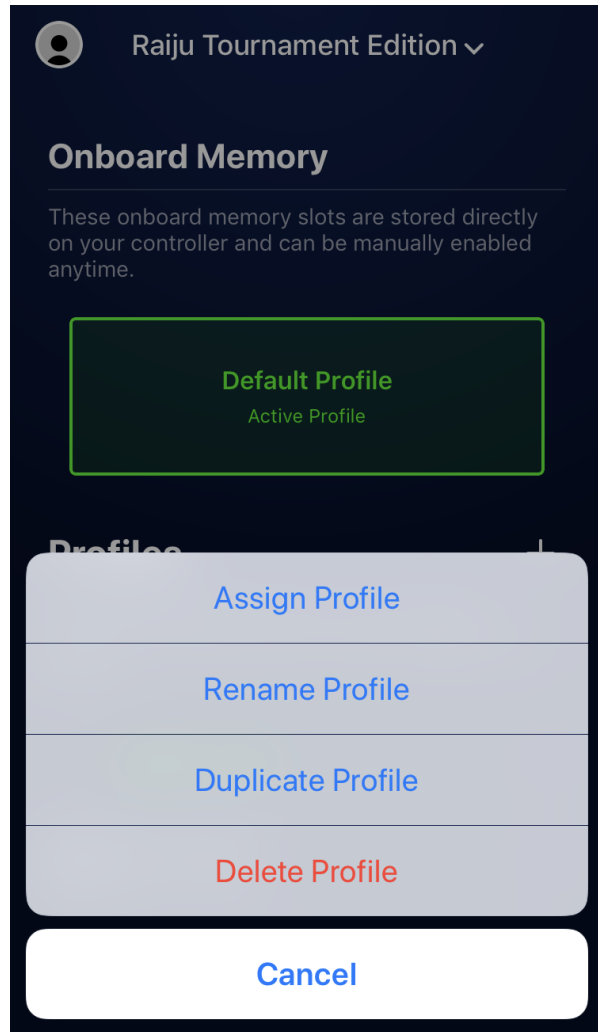 Raiju Tournament Edition
Onboard Memory
These onboard memory slots are stored directly
on your controller and can be manually enabled
anytime.
Default Profile
Active Profile
Profiles
Assign Profile
Rename Profile
Duplicate Profile
Delete Profile
Cancel